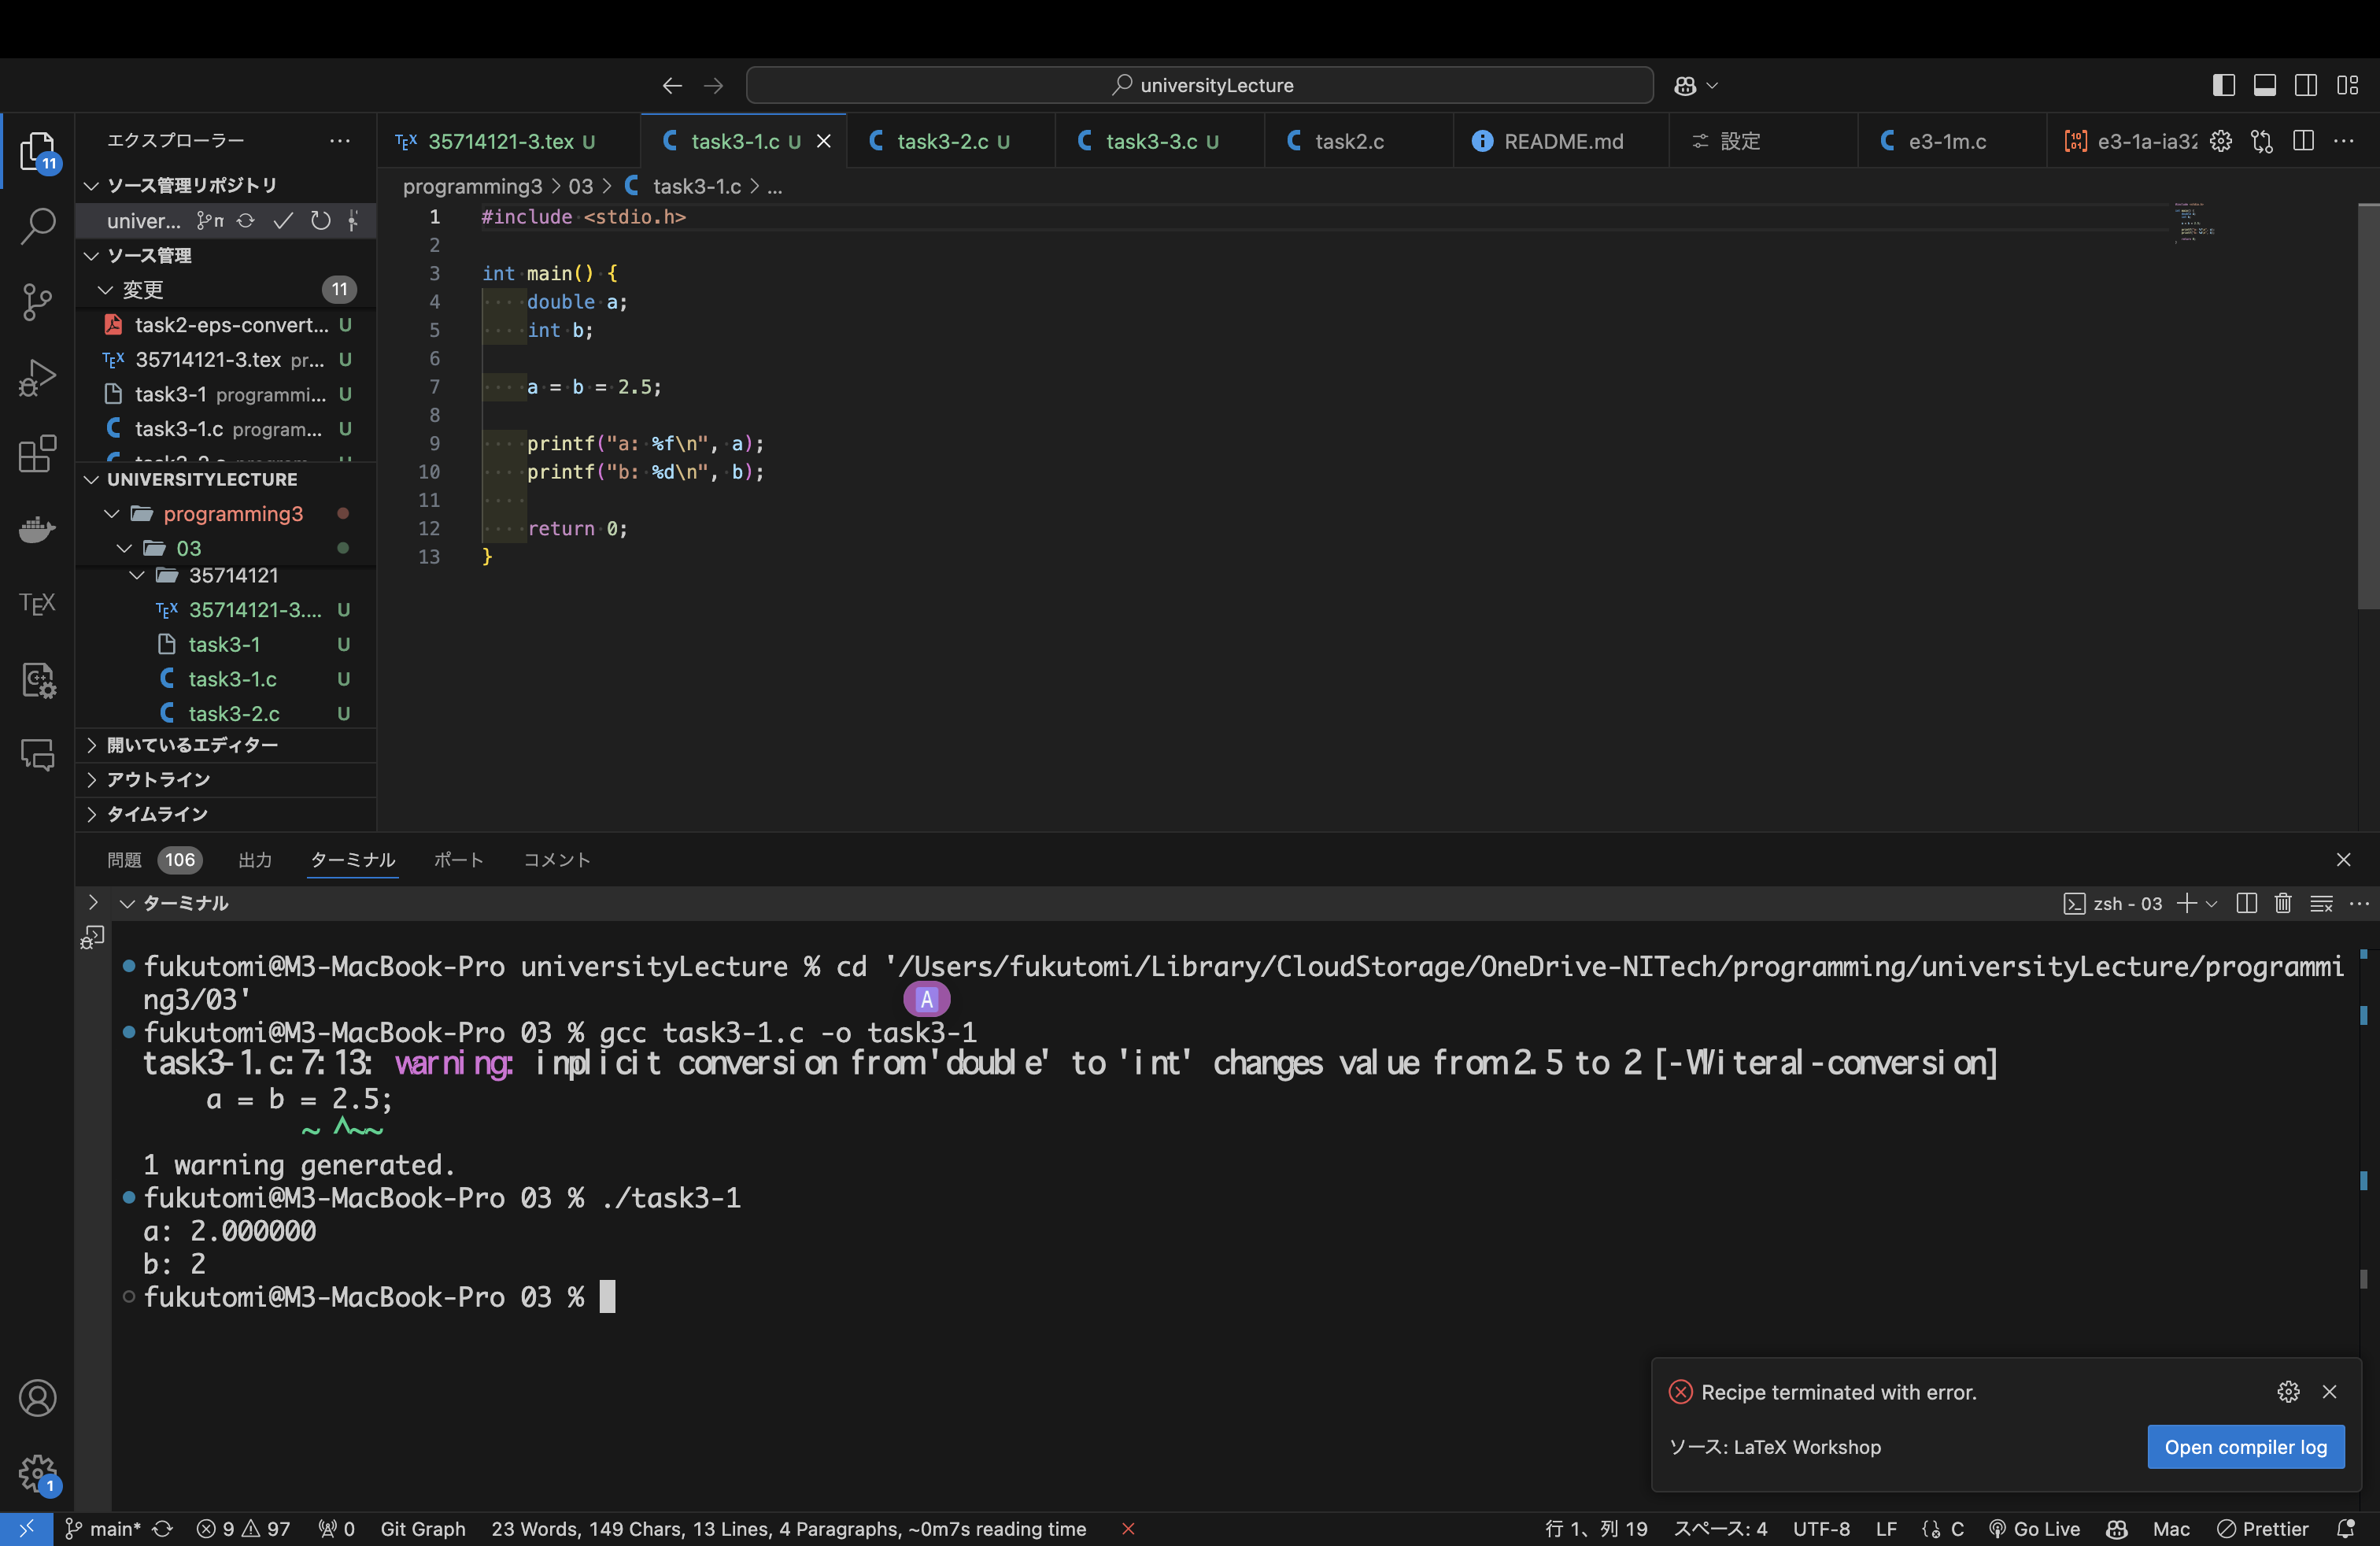 universityLecture
エクスプローラー
35714121-3.tex U
task3-1.c U
task3-2.c U
task3-3.c U
task2.c
README.md
設定
e3-1m.c
e3-1a-ia32
11
ソース管理リポジトリ
univer...
ソース管理
変更 11
task2-eps-convert... U
35714121-3.tex pr... U
task3-1 programmi... U
task3-1.c program... U
UNIVERSITYLECTURE
programming3
03
35714121
35714121-3.... U
task3-1 U
task3-1.c U
task3-2.c U
開いているエディター
アウトライン
タイムライン
TEX
programming3 > 03 > task3-1.c > ...
1 #include <stdio.h>
2
3 int main() {
4 double a;
5 int b;
6
7 a = b = 2.5;
8
9 printf("a: %f\n", a);
10 printf("b: %d\n", b);
11
12 return 0;
13 }
問題 106 出力 ターミナル ポート コメント
ターミナル
zsh - 03
fukutomi@M3-MacBook-Pro universityLecture % cd '/Users/fukutomi/Library/CloudStorage/OneDrive-NITech/programming/universityLecture/programmi
ng3/03'
A
fukutomi@M3-MacBook-Pro 03 % gcc task3-1.c -o task3-1
task3-1.c:7:13: warning: implicit conversion from 'double' to 'int' changes value from 2.5 to 2 [-Wliteral-conversion]
a = b = 2.5;
~ ^~~
1 warning generated.
fukutomi@M3-MacBook-Pro 03 % ./task3-1
a: 2.000000
b: 2
fukutomi@M3-MacBook-Pro 03 %
Recipe terminated with error.
ソース: LaTeX Workshop
Open compiler log
1
main* 9 97 0 Git Graph 23 Words, 149 Chars, 13 Lines, 4 Paragraphs, ~0m7s reading time
行 1、列 19 スペース: 4 UTF-8 LF C Go Live Mac Prettier